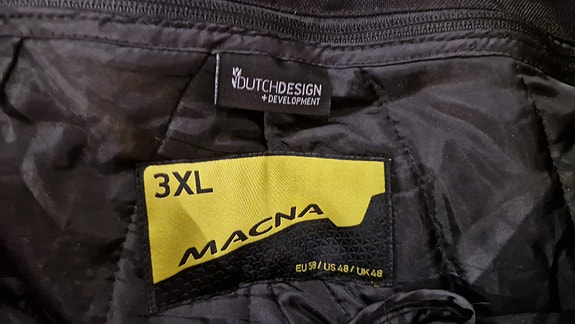 DUTCHDESIGN
+DEVELOPMENT
3XL
MACNA
EU 58 / US 48 / UK 48